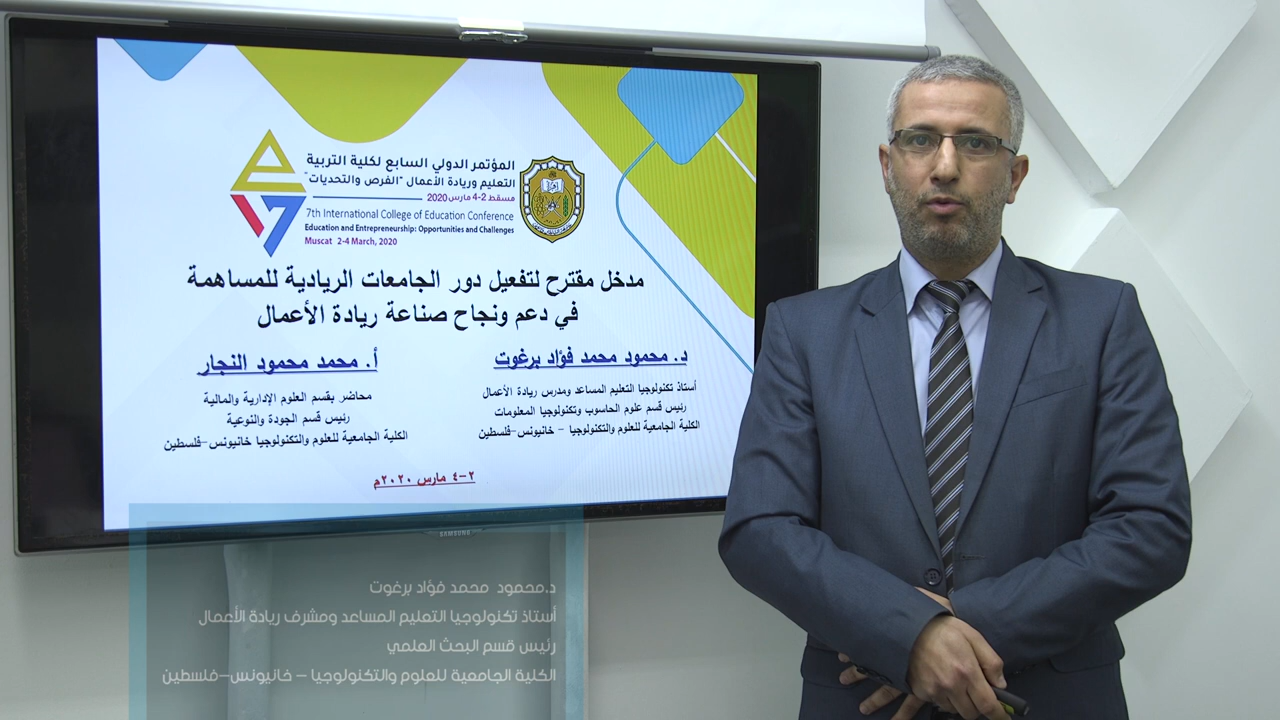 المؤتمر الدولي السابع لكلية التربية
التعليم وريادة الأعمال "الفرص والتحديات"
مسقط 2-4 مارس 2020
7th International College of Education Conference
Education and Entrepreneurship: Opportunities and Challenges
Muscat 2-4 March, 2020
مدخل مقترح لتفعيل دور الجامعات الريادية للمساهمة
في دعم ونجاح صناعة ريادة الأعمال
د. محمود محمد فؤاد برغوت
أستاذ تكنولوجيا التعليم المساعد ومدرس ريادة الأعمال
رئيس قسم علوم الحاسوب وتكنولوجيا المعلومات
الكلية الجامعية للعلوم والتكنولوجيا - خانيونس-فلسطين
أ. محمد محمود النجار
محاضر بقسم العلوم الإدارية والمالية
رئيس قسم الجودة والنوعية
الكلية الجامعية للعلوم والتكنولوجيا خانيونس-فلسطين
٢-٤ مارس ٢٠٢٠م
SAMSUNG
د.محمود محمد فؤاد برغوت
أستاذ تكنولوجيا التعليم المساعد ومشرف ريادة الأعمال
رئيس قسم البحث العلمي
الكلية الجامعية للعلوم والتكنولوجيا - خانيونس-فلسطين